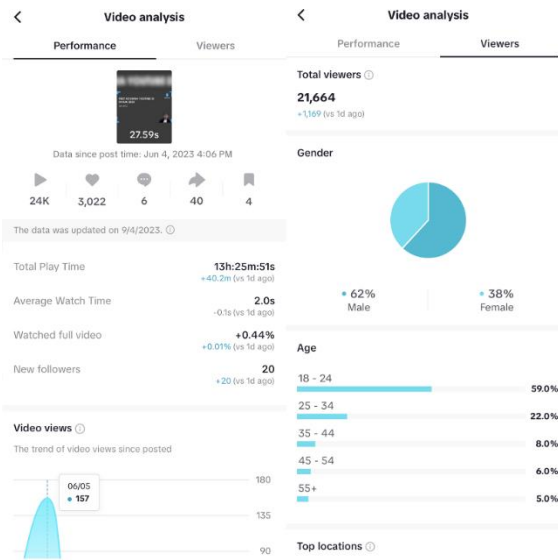 Video analysis
Performance
Viewers
27.59s
Data since post time: Jun 4, 2023 4:06 PM
24K
3,022
6
40
4
The data was updated on 9/4/2023.
Total Play Time
13h:25m:51s
+40.2m (vs 1d ago)
Average Watch Time
2.0s
-0.1s (vs 1d ago)
Watched full video
+0.44%
+0.01% (vs 1d ago)
New followers
20
+20 (vs 1d ago)
Video views
The trend of video views since posted
06/05
157
180
135
90
Video analysis
Performance
Viewers
Total viewers
21,664
+1,169 (vs 1d ago)
Gender
62%
Male
38%
Female
Age
18 - 24
59.0%
25 - 34
22.0%
35 - 44
8.0%
45 - 54
6.0%
55+
5.0%
Top locations